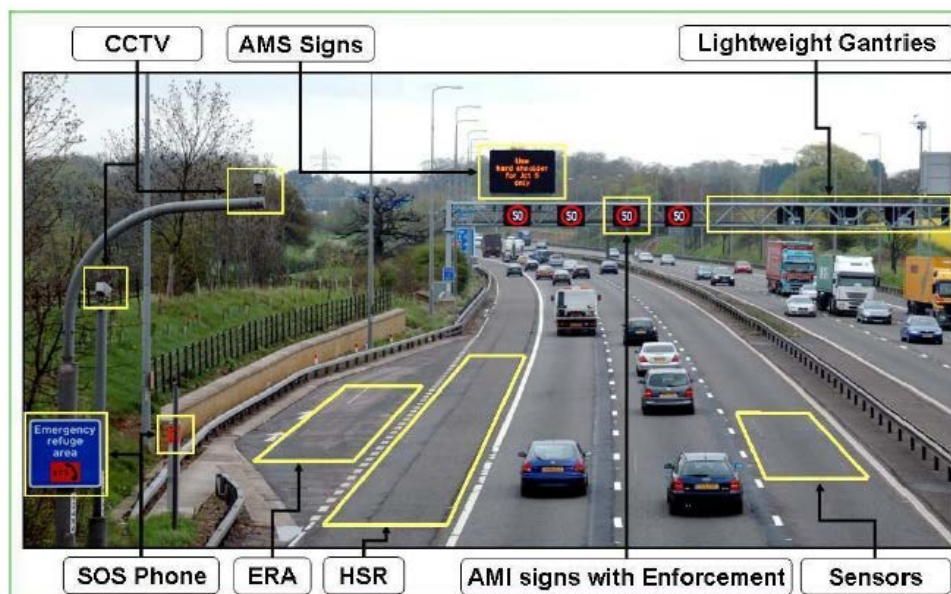 CCTV
AMS Signs
Lightweight Gantries
Use
hard shoulder
for Jct 5
only
50
50
50
50
Emergency
refuge
area
SOS
SOS Phone
ERA
HSR
AMI signs with Enforcement
Sensors